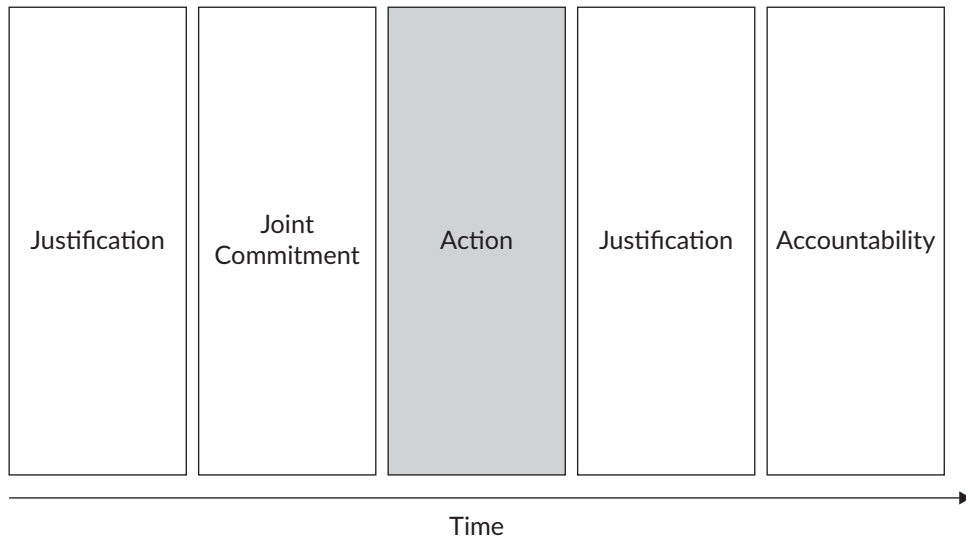 Justification
Joint
Commitment
Action
Justification
Accountability
Time